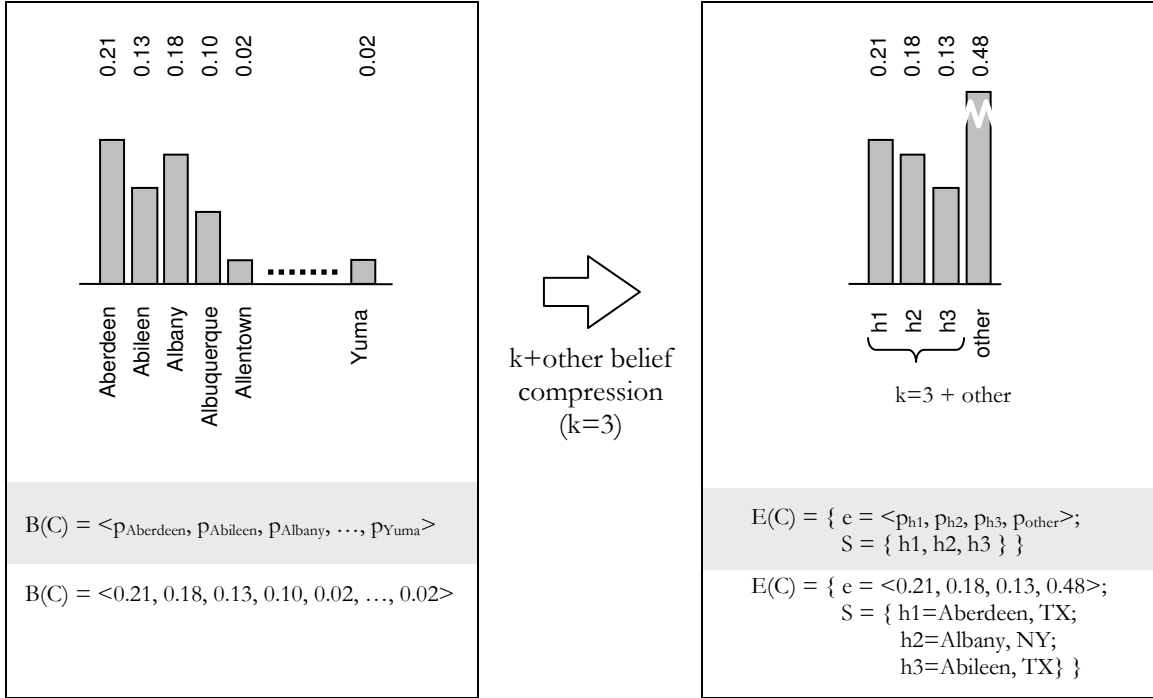 0.21
0.13
0.18
0.10
0.02
0.02
Aberdeen
Abileen
Albany
Albuquerque
Allentown
Yuma
B(C) = <pAberdeen, pAbileen, pAlbany, …, pYuma>
B(C) = <0.21, 0.18, 0.13, 0.10, 0.02, …, 0.02>
k+other belief
compression
(k=3)
0.21
0.18
0.13
0.48
h1
h2
h3
other
k=3 + other
E(C) = { e = <ph1, ph2, ph3, pother>;
S = { h1, h2, h3 } }
E(C) = { e = <0.21, 0.18, 0.13, 0.48>;
S = { h1=Aberdeen, TX;
h2=Albany, NY;
h3=Abileen, TX} }